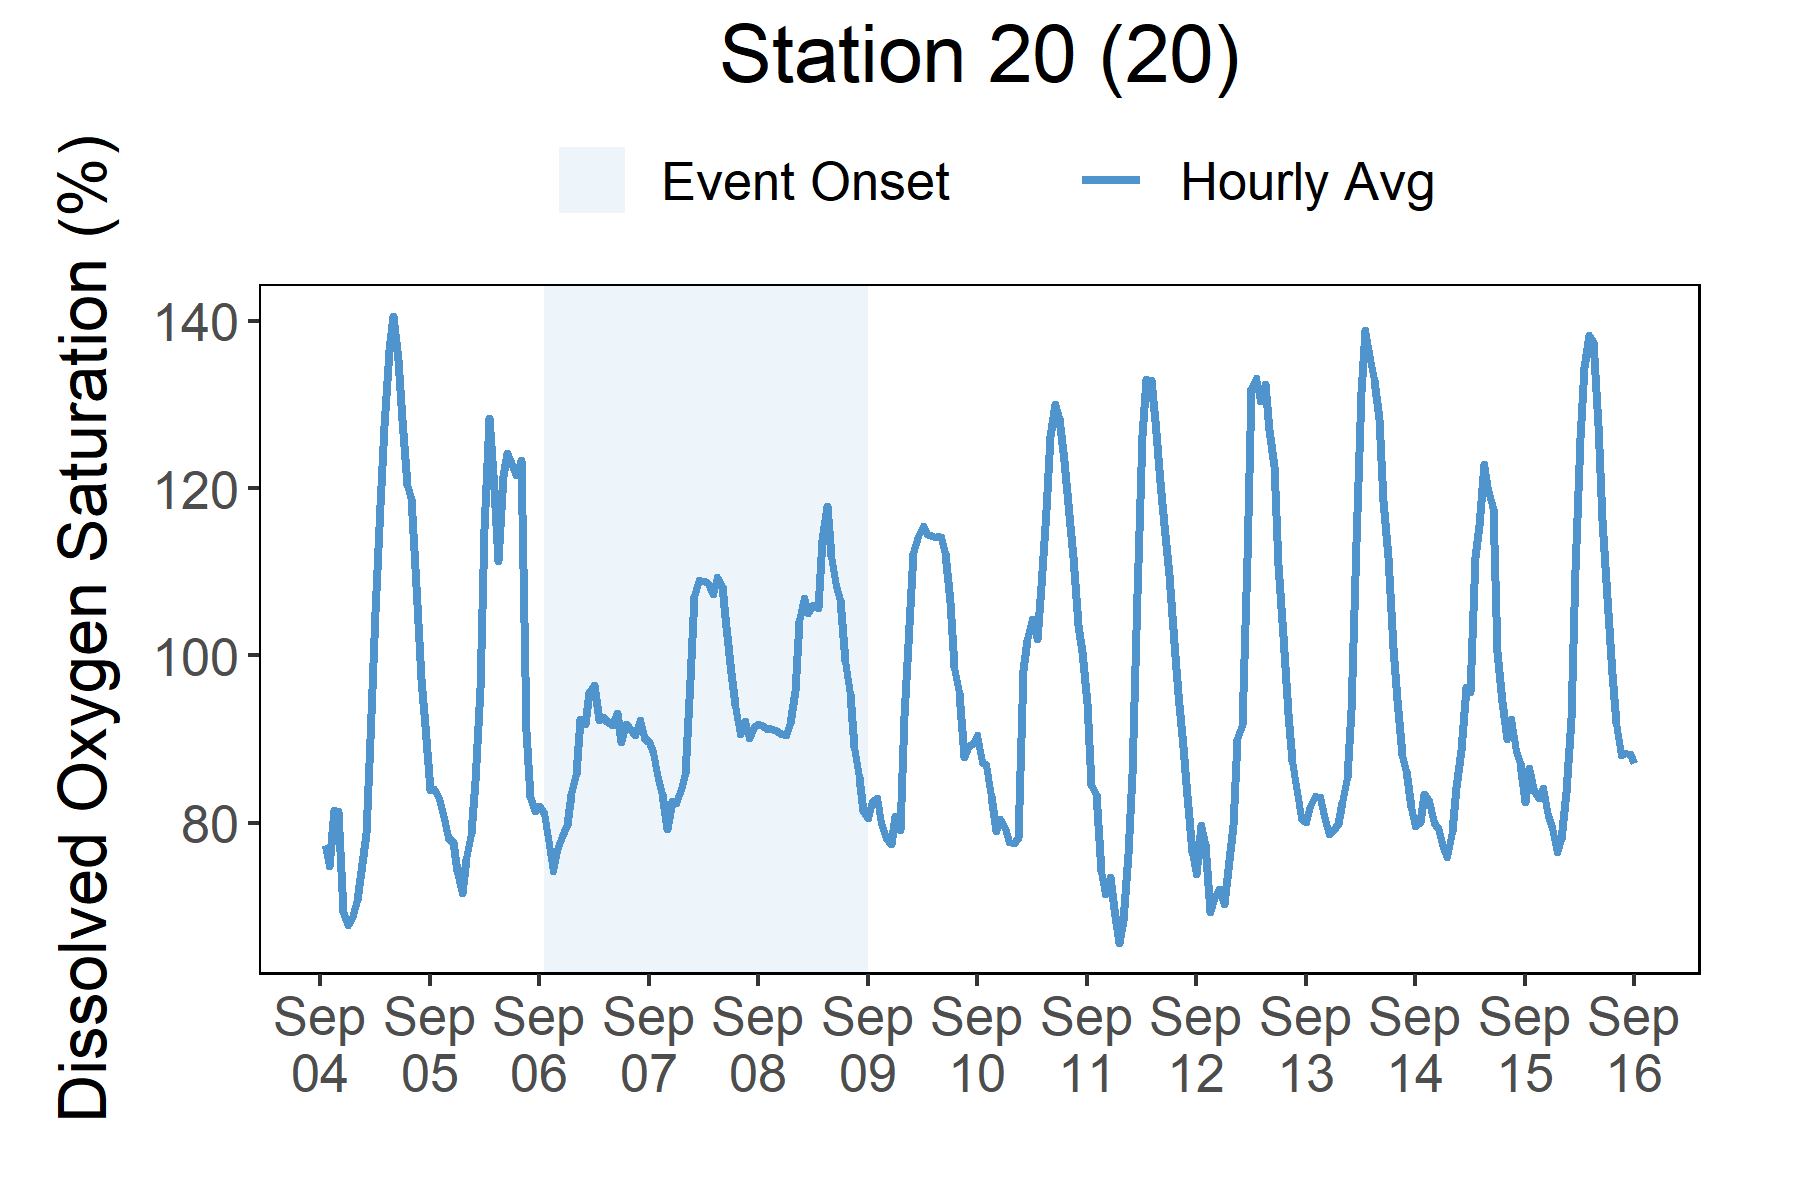 Station 20 (20)
Event Onset
Hourly Avg
Dissolved Oxygen Saturation (%)
140
120
100
80
Sep 04
Sep 05
Sep 06
Sep 07
Sep 08
Sep 09
Sep 10
Sep 11
Sep 12
Sep 13
Sep 14
Sep 15
Sep 16